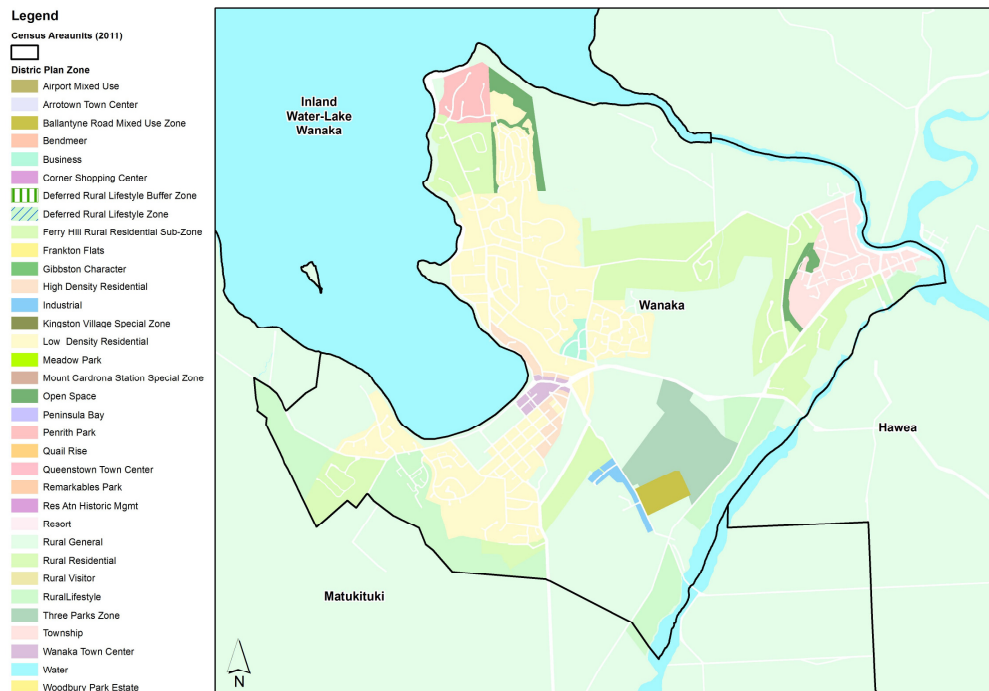 Legend
Census Areaunits (2011)
Distric Plan Zone
Airport Mixed Use
Arrotown Town Center
Ballantyne Road Mixed Use Zone
Bendmeer
Business
Corner Shopping Center
Deferred Rural Lifestyle Buffer Zone
Deferred Rural Lifestyle Zone
Ferry Hill Rural Residential Sub-Zone
Frankton Flats
Gibbston Character
High Density Residential
Industrial
Kingston Village Special Zone
Low Density Residential
Meadow Park
Mount Cardrona Station Special Zone
Open Space
Peninsula Bay
Penrith Park
Quail Rise
Queenstown Town Center
Remarkables Park
Res Atn Historic Mgmt
Resort
Rural General
Rural Residential
Rural Visitor
RuralLifestyle
Three Parks Zone
Township
Wanaka Town Center
Water
Woodbury Park Estate
Inland
Water-Lake
Wanaka
Wanaka
Hawea
Matukituki
N